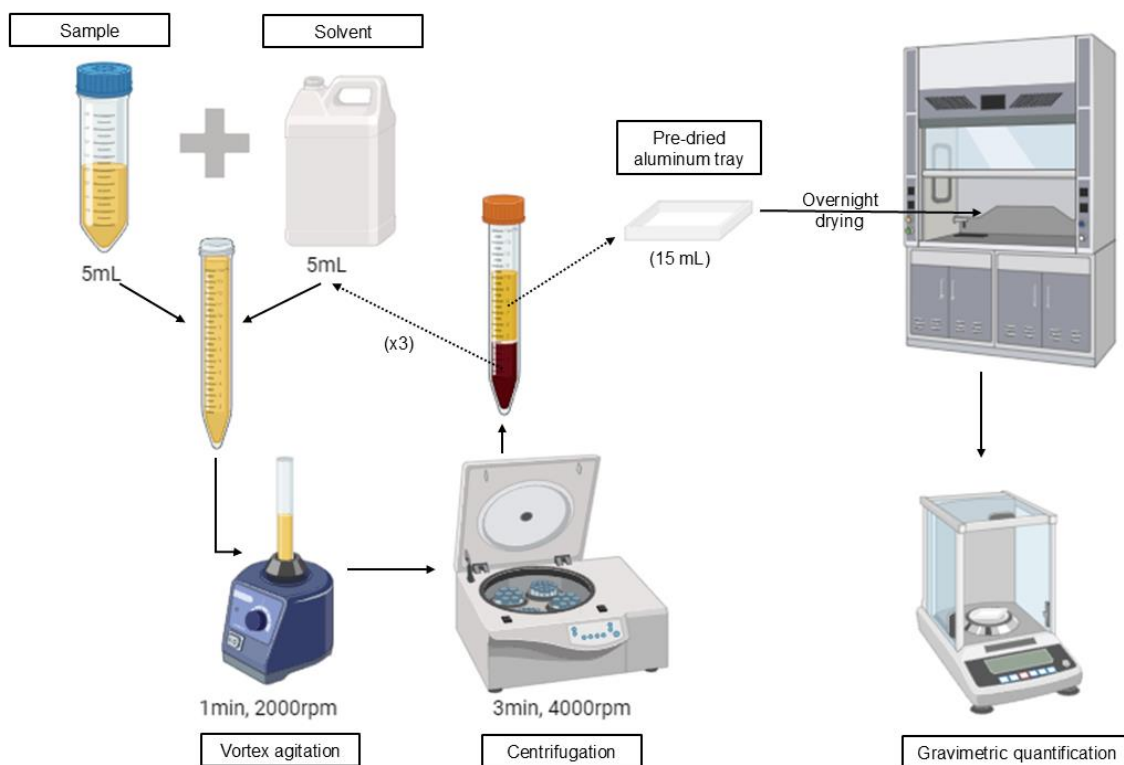 Sample
Solvent
Pre-dried
aluminum tray
Overnight
drying
5mL
5mL
(15 mL)
(x3)
1min, 2000rpm
3min, 4000rpm
Vortex agitation
Centrifugation
Gravimetric quantification